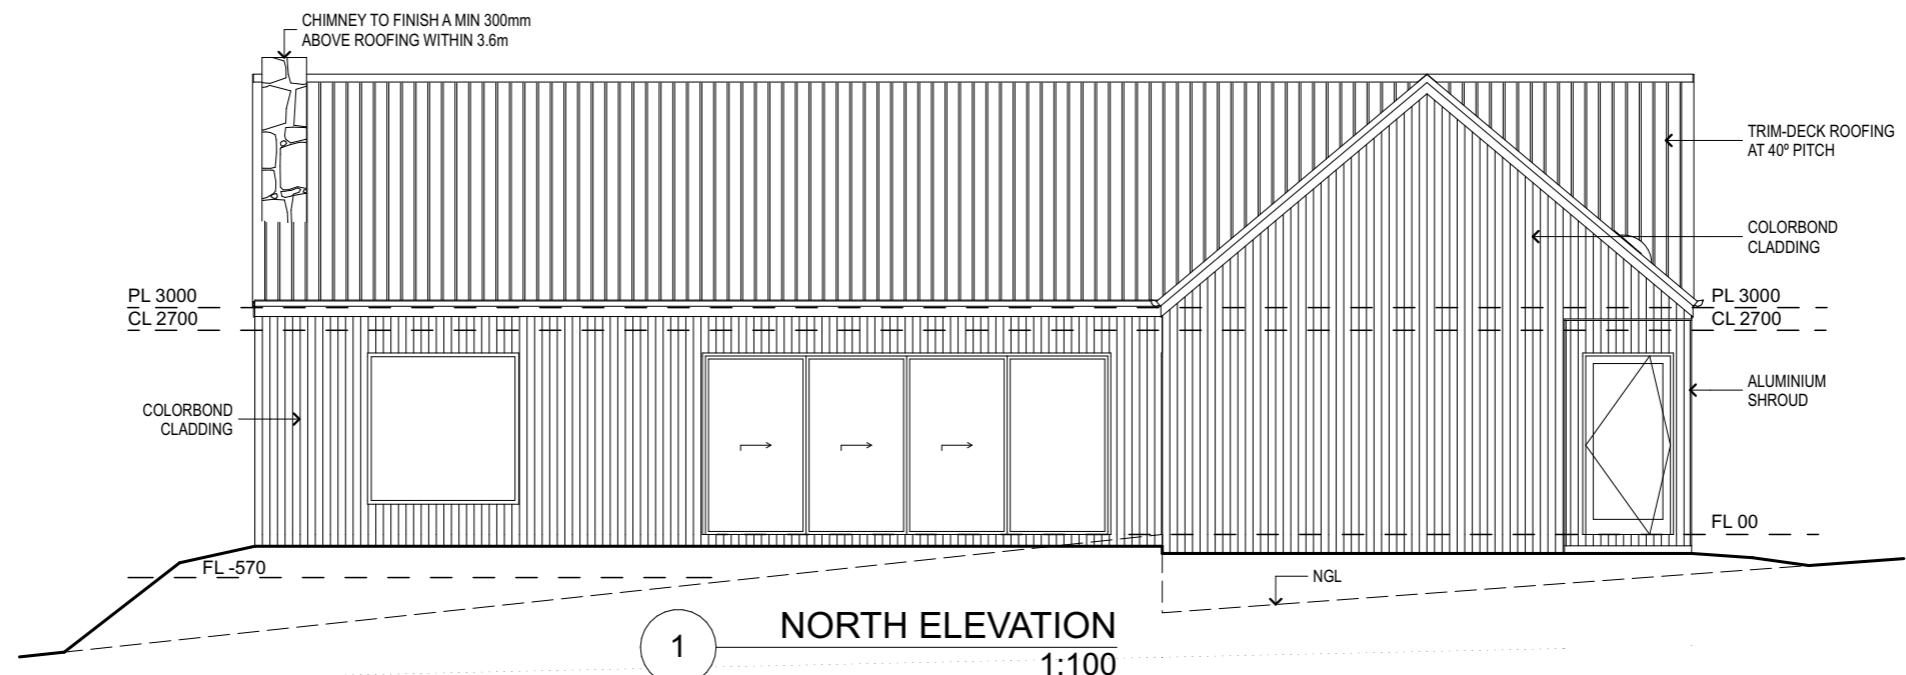 CHIMNEY TO FINISH A MIN 300mm
ABOVE ROOFING WITHIN 3.6m
TRIM-DECK ROOFING
AT 40º PITCH
COLORBOND
CLADDING
PL 3000
CL 2700
PL 3000
CL 2700
COLORBOND
CLADDING
ALUMINIUM
SHROUD
FL 00
FL -570
NGL
1
NORTH ELEVATION
1:100